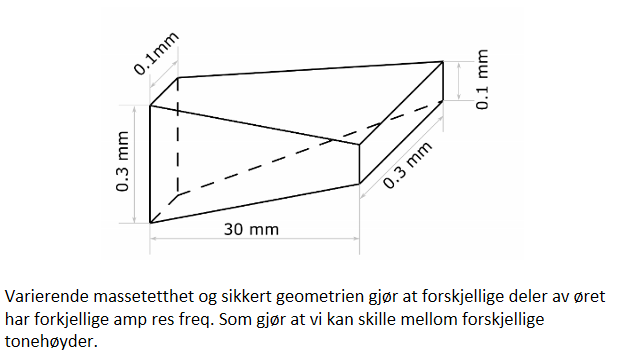 0.1mm
0.1 mm
0.3 mm
0.3 mm
30 mm
Varierende massetetthet og sikkert geometrien gjør at forskjellige deler av øret
har forkjellige amp res freq. Som gjør at vi kan skille mellom forskjellige
tonehøyder.